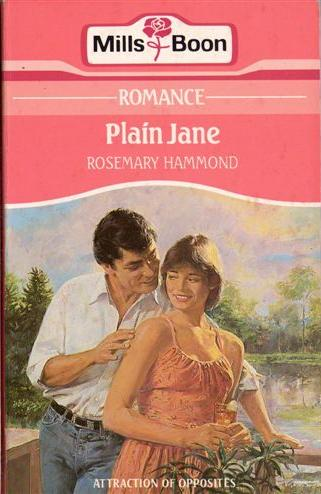 Mills & Boon
ROMANCE
Plain Jane
ROSEMARY HAMMOND
ATTRACTION OF OPPOSITES